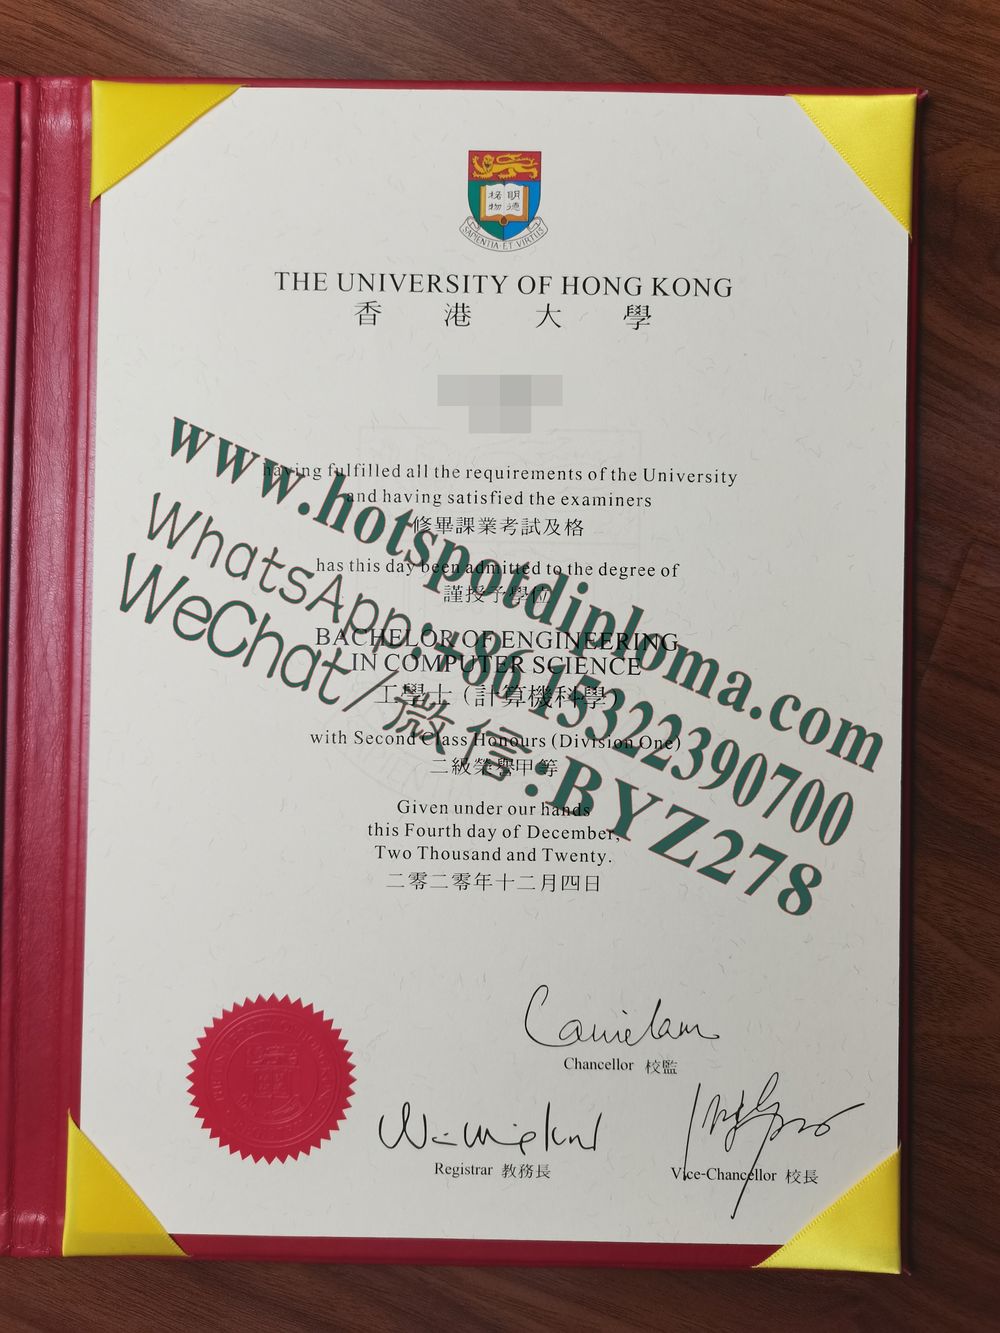 明德
格物
SAPIENTIA ET VIRTUS
THE UNIVERSITY OF HONG KONG
香港大學
having fulfilled all the requirements of the University
and having satisfied the examiners
修畢課業考試及格
has this day been admitted to the degree of
謹授予學位
BACHELOR OF ENGINEERING
IN COMPUTER SCIENCE
工學士（計算機科學）
with Second Class Honours (Division One)
二級榮譽甲等
Given under our hands
this Fourth day of December,
Two Thousand and Twenty.
二零二零年十二月四日
www.hotspotdiploma.com
WhatsApp:+86 15322390700
WeChat/微信:BYZ278
Chancellor 校監
Registrar 教務長
Vice-Chancellor 校長